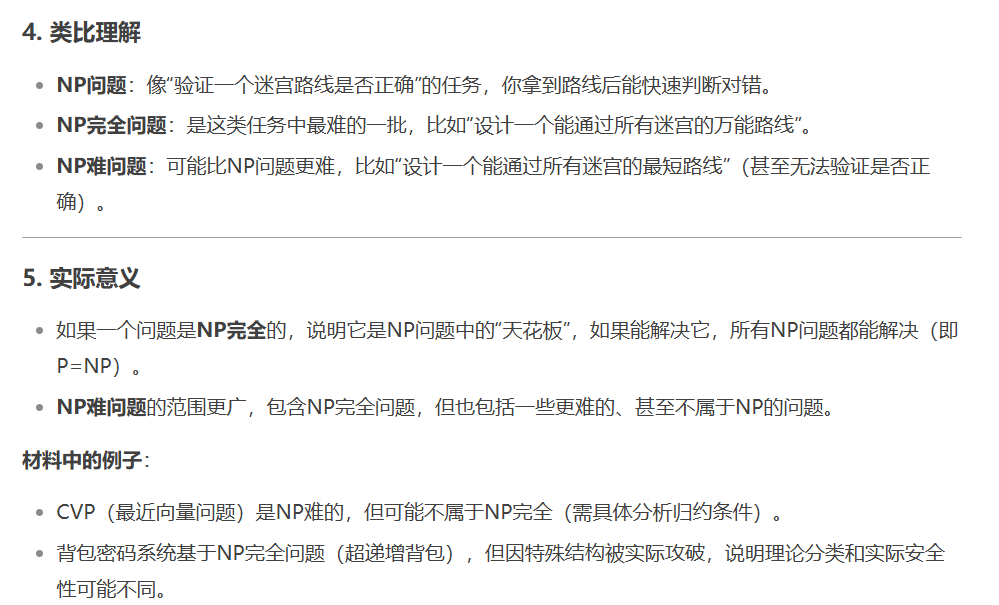 4. 类比理解
NP问题：像“验证一个迷宫路线是否正确”的任务，你拿到路线后能快速判断对错。
NP完全问题：是这类任务中最难的一批，比如“设计一个能通过所有迷宫的万能路线”。
NP难问题：可能比NP问题更难，比如“设计一个能通过所有迷宫的最短路线”（甚至无法验证是否正
确）。
5. 实际意义
如果一个问题是NP完全的，说明它是NP问题中的“天花板”，如果能解决它，所有NP问题都能解决（即
P=NP）。
NP难问题的范围更广，包含NP完全问题，但也包括一些更难的、甚至不属于NP的问题。
材料中的例子：
CVP（最近向量问题）是NP难的，但可能不属于NP完全（需具体分析归约条件）。
背包密码系统基于NP完全问题（超递增背包），但因特殊结构被实际攻破，说明理论分类和实际安全
性可能不同。